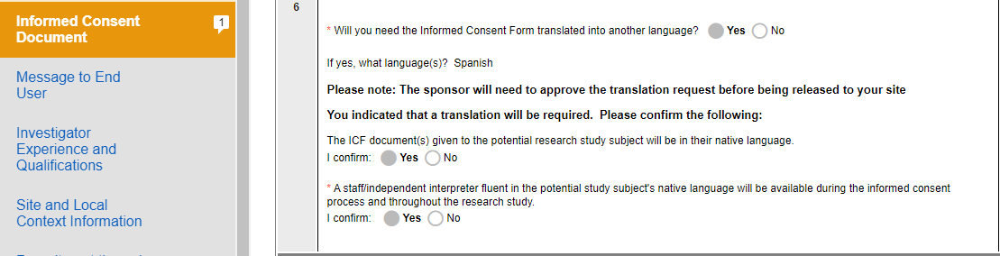 Informed Consent
Document
1
Message to End
User
Investigator
Experience and
Qualifications
Site and Local
Context Information
6
* Will you need the Informed Consent Form translated into another language? Yes No
If yes, what language(s)? Spanish
Please note: The sponsor will need to approve the translation request before being released to your site
You indicated that a translation will be required. Please confirm the following:
The ICF document(s) given to the potential research study subject will be in their native language.
I confirm: Yes No
* A staff/independent interpreter fluent in the potential study subject's native language will be available during the informed consent
process and throughout the research study.
I confirm: Yes No